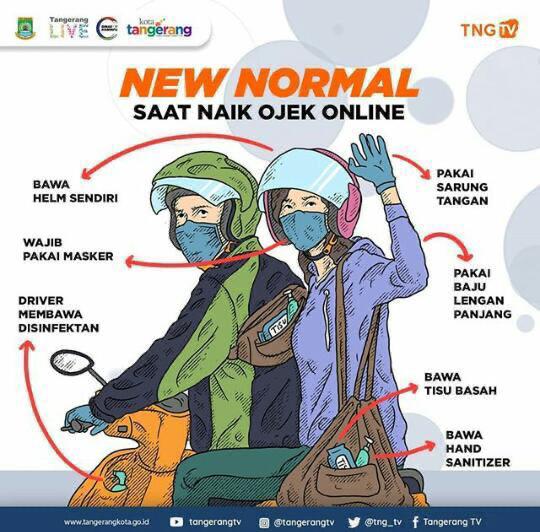 Tangerang
LIVE
kota
tangerang
TNG TV
NEW NORMAL
SAAT NAIK OJEK ONLINE
BAWA
HELM SENDIRI
PAKAI
SARUNG
TANGAN
WAJIB
PAKAI MASKER
PAKAI
BAJU
LENGAN
PANJANG
DRIVER
MEMBAWA
DISINFEKTAN
TISU
BAWA
TISU BASAH
BAWA
HAND
SANITIZER
www.tangerangkota.go.id
tangerangtv
@tangerangtv
@tng_tv
Tangerang TV